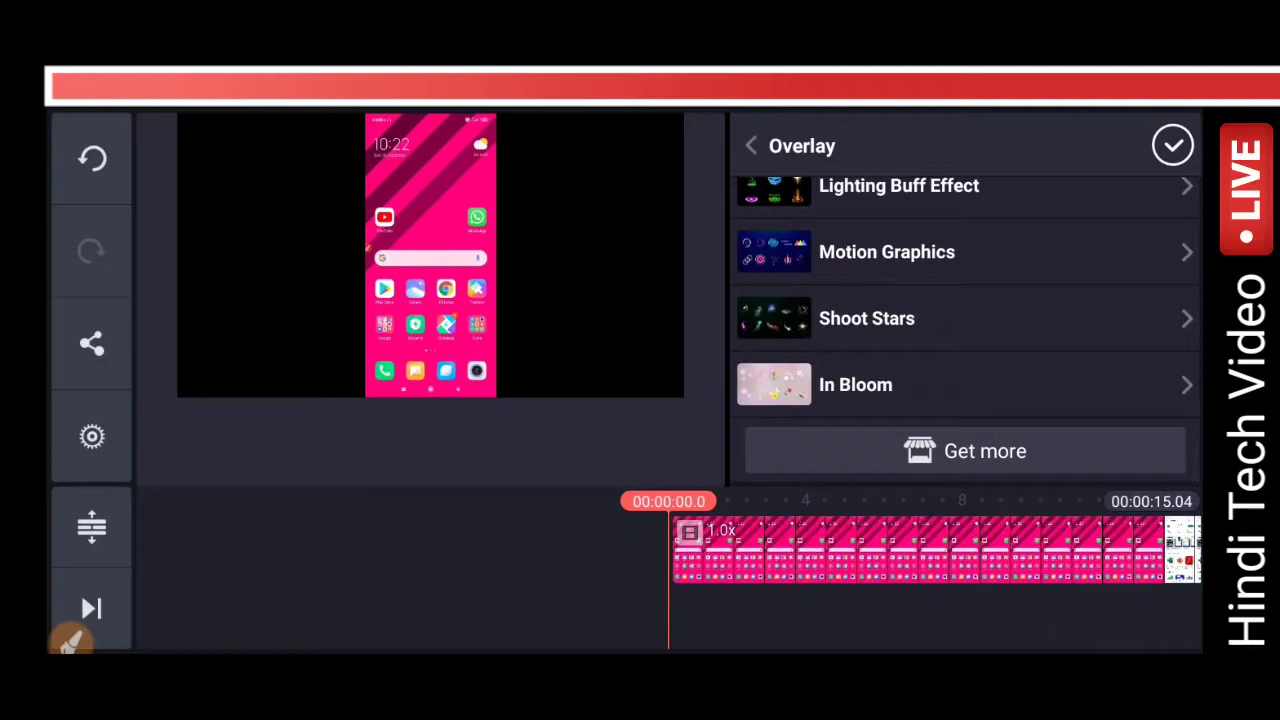 10:22
Overlay
Lighting Buff Effect
Motion Graphics
Shoot Stars
In Bloom
Get more
00:00:00.0
4
8
00:00:15.04
1.0x
• LIVE
Hindi Tech Video